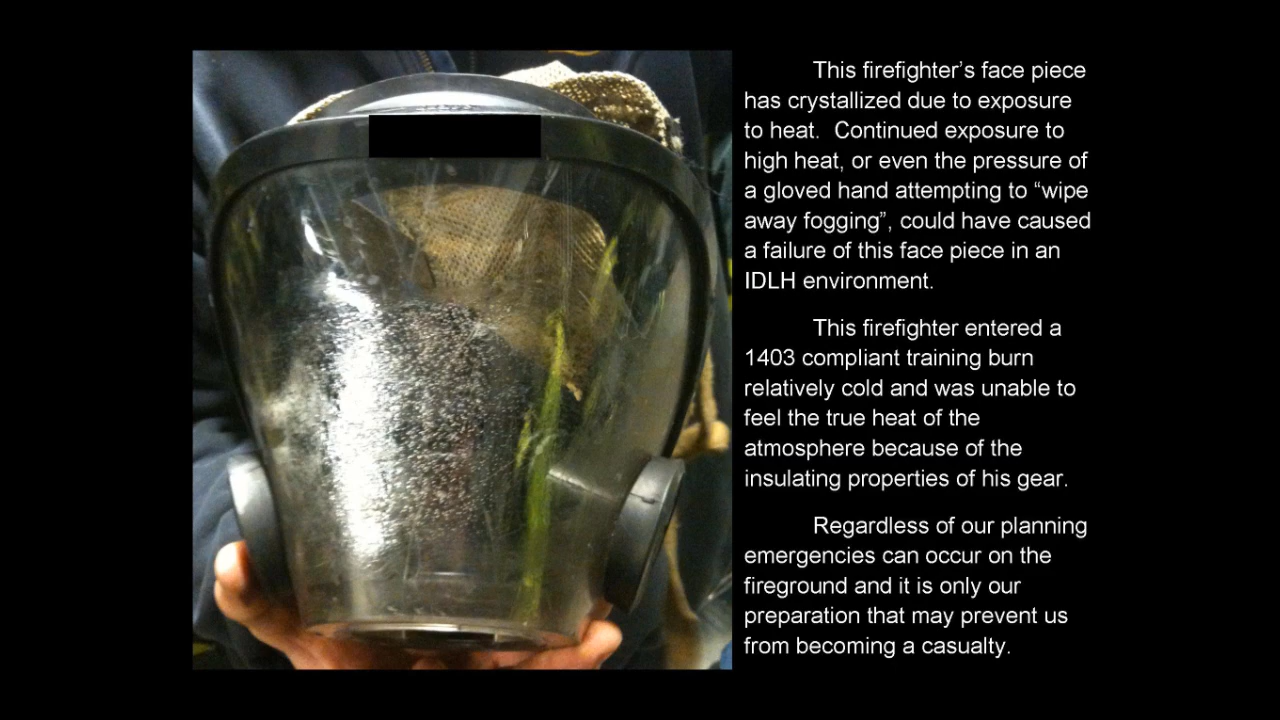 This firefighter’s face piece
has crystallized due to exposure
to heat.  Continued exposure to
high heat, or even the pressure of
a gloved hand attempting to “wipe
away fogging”, could have caused
a failure of this face piece in an
IDLH environment.
This firefighter entered a
1403 compliant training burn
relatively cold and was unable to
feel the true heat of the
atmosphere because of the
insulating properties of his gear.
Regardless of our planning
emergencies can occur on the
fireground and it is only our
preparation that may prevent us
from becoming a casualty.